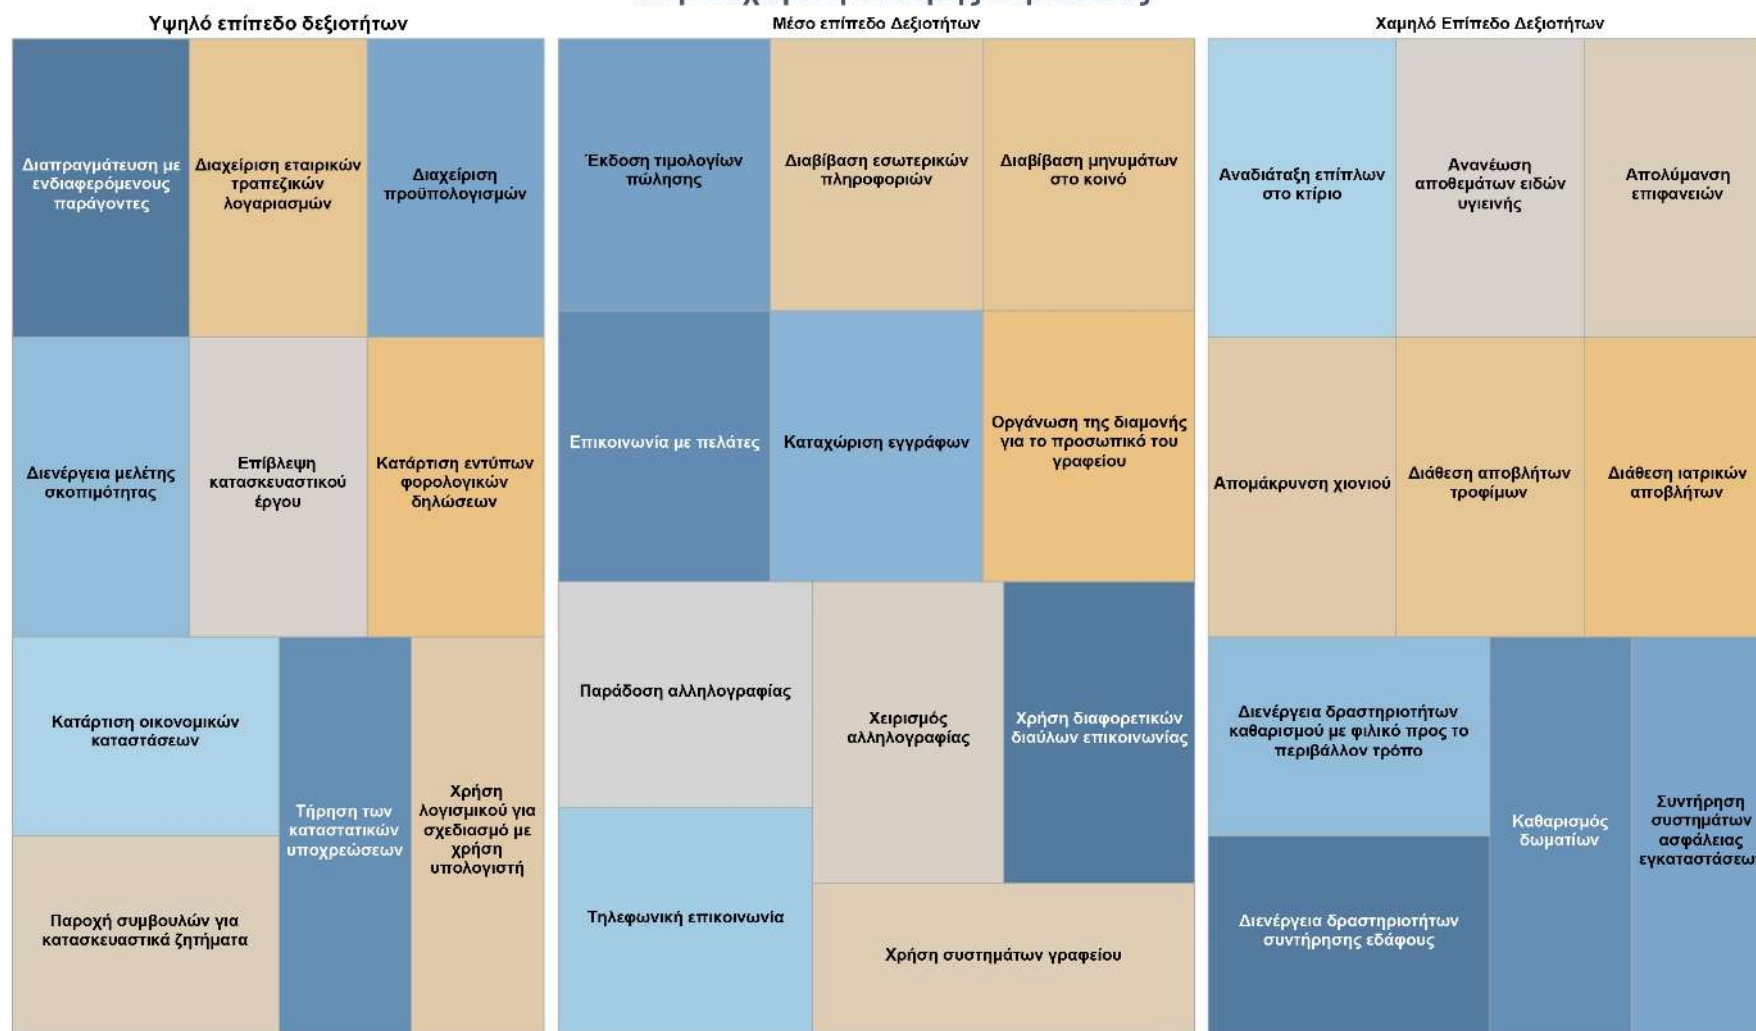 Υψηλό επίπεδο δεξιοτήτων
Διαπραγμάτευση με
ενδιαφερόμενους
παράγοντες
Διαχείριση εταιρικών
τραπεζικών
λογαριασμών
Διαχείριση
προϋπολογισμών
Διενέργεια μελέτης
σκοπιμότητας
Επίβλεψη
κατασκευαστικού
έργου
Κατάρτιση εντύπων
φορολογικών
δηλώσεων
Κατάρτιση οικονομικών
καταστάσεων
Τήρηση των
καταστατικών
υποχρεώσεων
Χρήση
λογισμικού για
σχεδιασμό με
χρήση
υπολογιστή
Παροχή συμβουλών για
κατασκευαστικά ζητήματα
Μέσο επίπεδο Δεξιοτήτων
Έκδοση τιμολογίων
πώλησης
Διαβίβαση εσωτερικών
πληροφοριών
Διαβίβαση μηνυμάτων
στο κοινό
Επικοινωνία με πελάτες
Καταχώριση εγγράφων
Οργάνωση της διαμονής
για το προσωπικό του
γραφείου
Παράδοση αλληλογραφίας
Χειρισμός
αλληλογραφίας
Χρήση διαφορετικών
διαύλων επικοινωνίας
Τηλεφωνική επικοινωνία
Χρήση συστημάτων γραφείου
Χαμηλό Επίπεδο Δεξιοτήτων
Αναδιάταξη επίπλων
στο κτίριο
Ανανέωση
αποθεμάτων ειδών
υγιεινής
Απολύμανση
επιφανειών
Απομάκρυνση χιονιού
Διάθεση αποβλήτων
τροφίμων
Διάθεση ιατρικών
αποβλήτων
Διενέργεια δραστηριοτήτων
καθαρισμού με φιλικό προς το
περιβάλλον τρόπο
Καθαρισμός
δωματίων
Συντήρηση
συστημάτων
ασφάλειας
εγκαταστάσεων
Διενέργεια δραστηριοτήτων
συντήρησης εδάφους